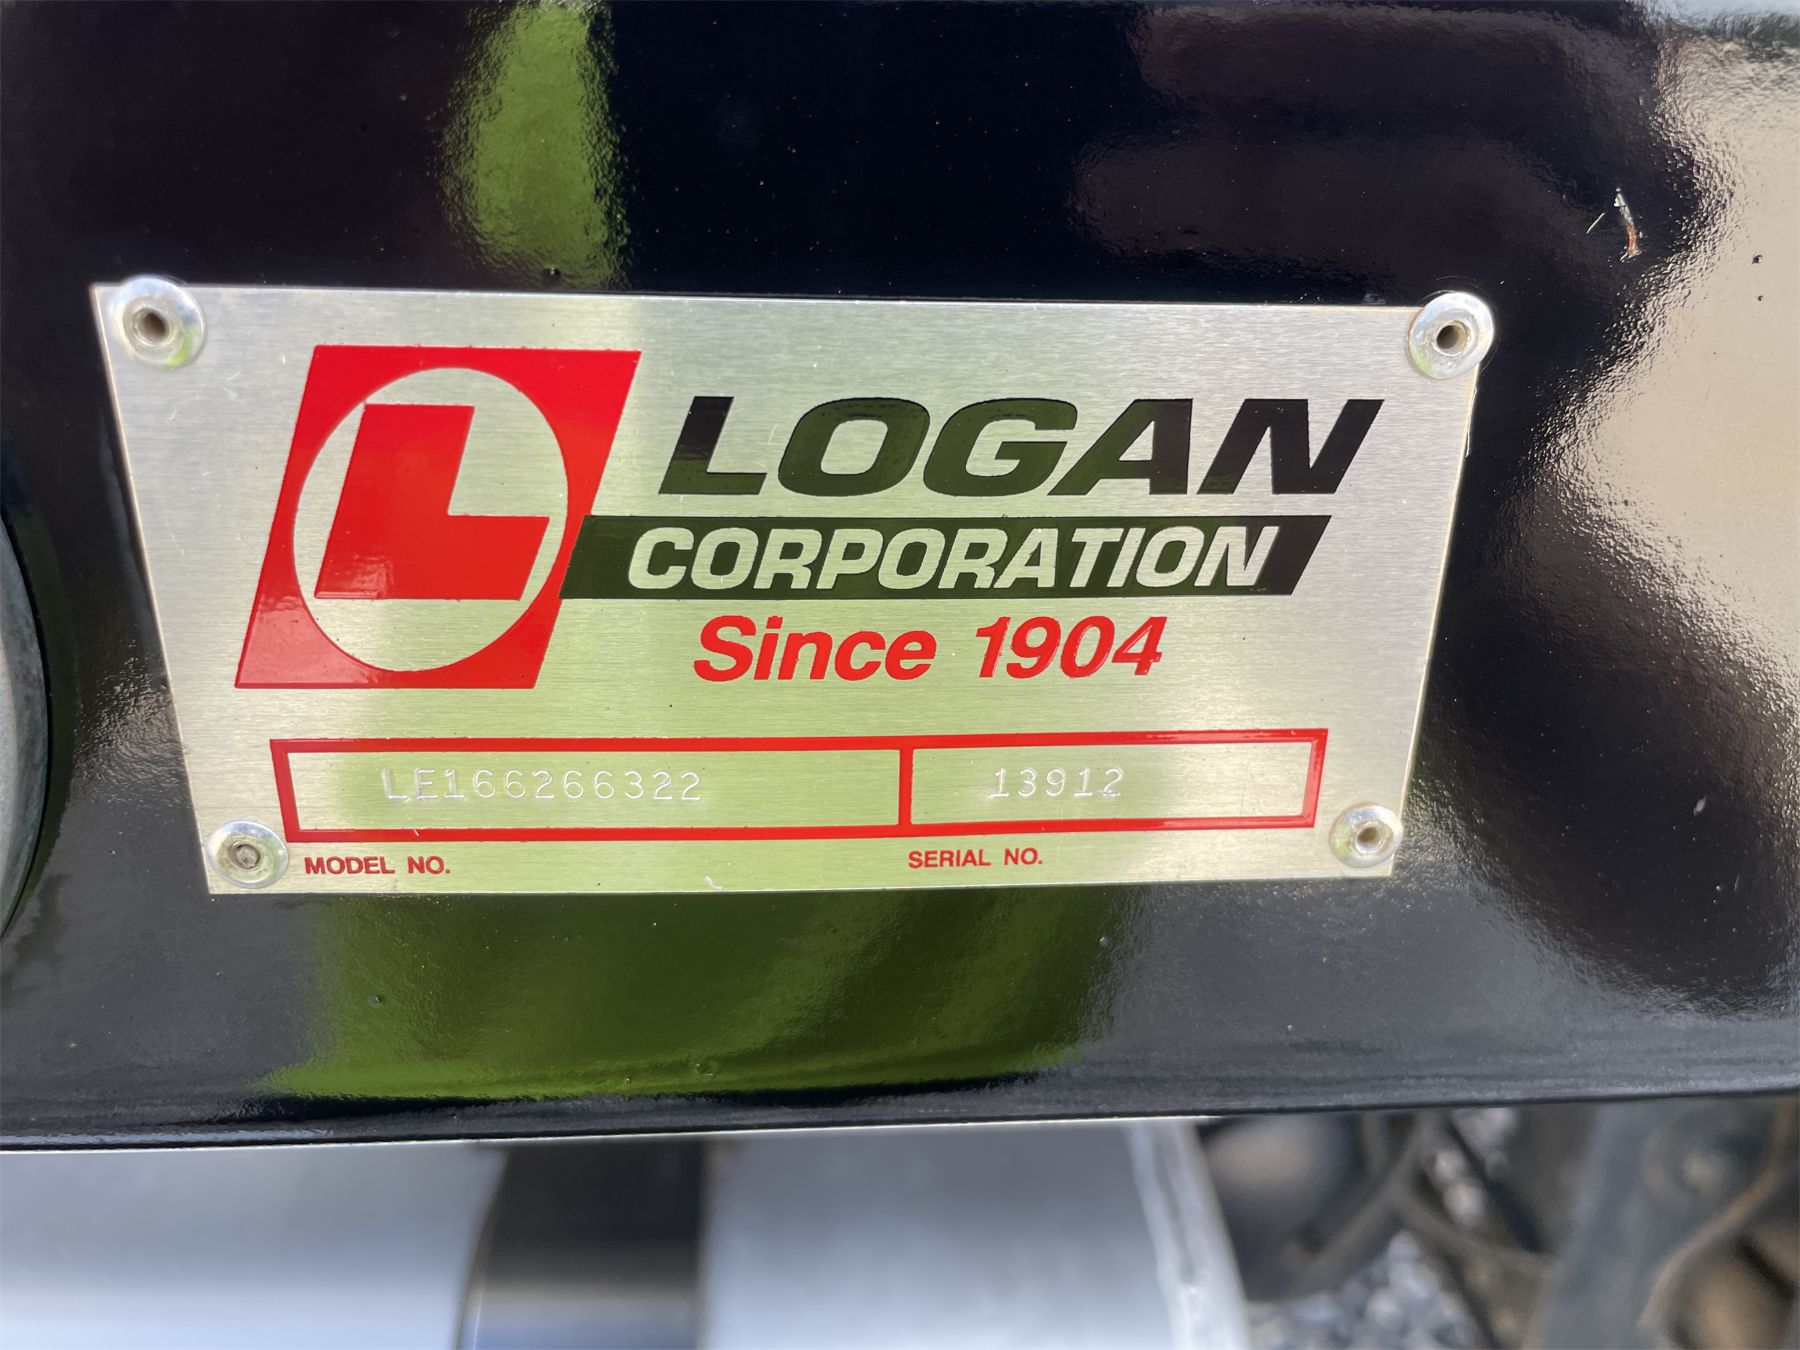 L
LOGAN
CORPORATION
Since 1904
LE166266322
13912
MODEL NO.
SERIAL NO.